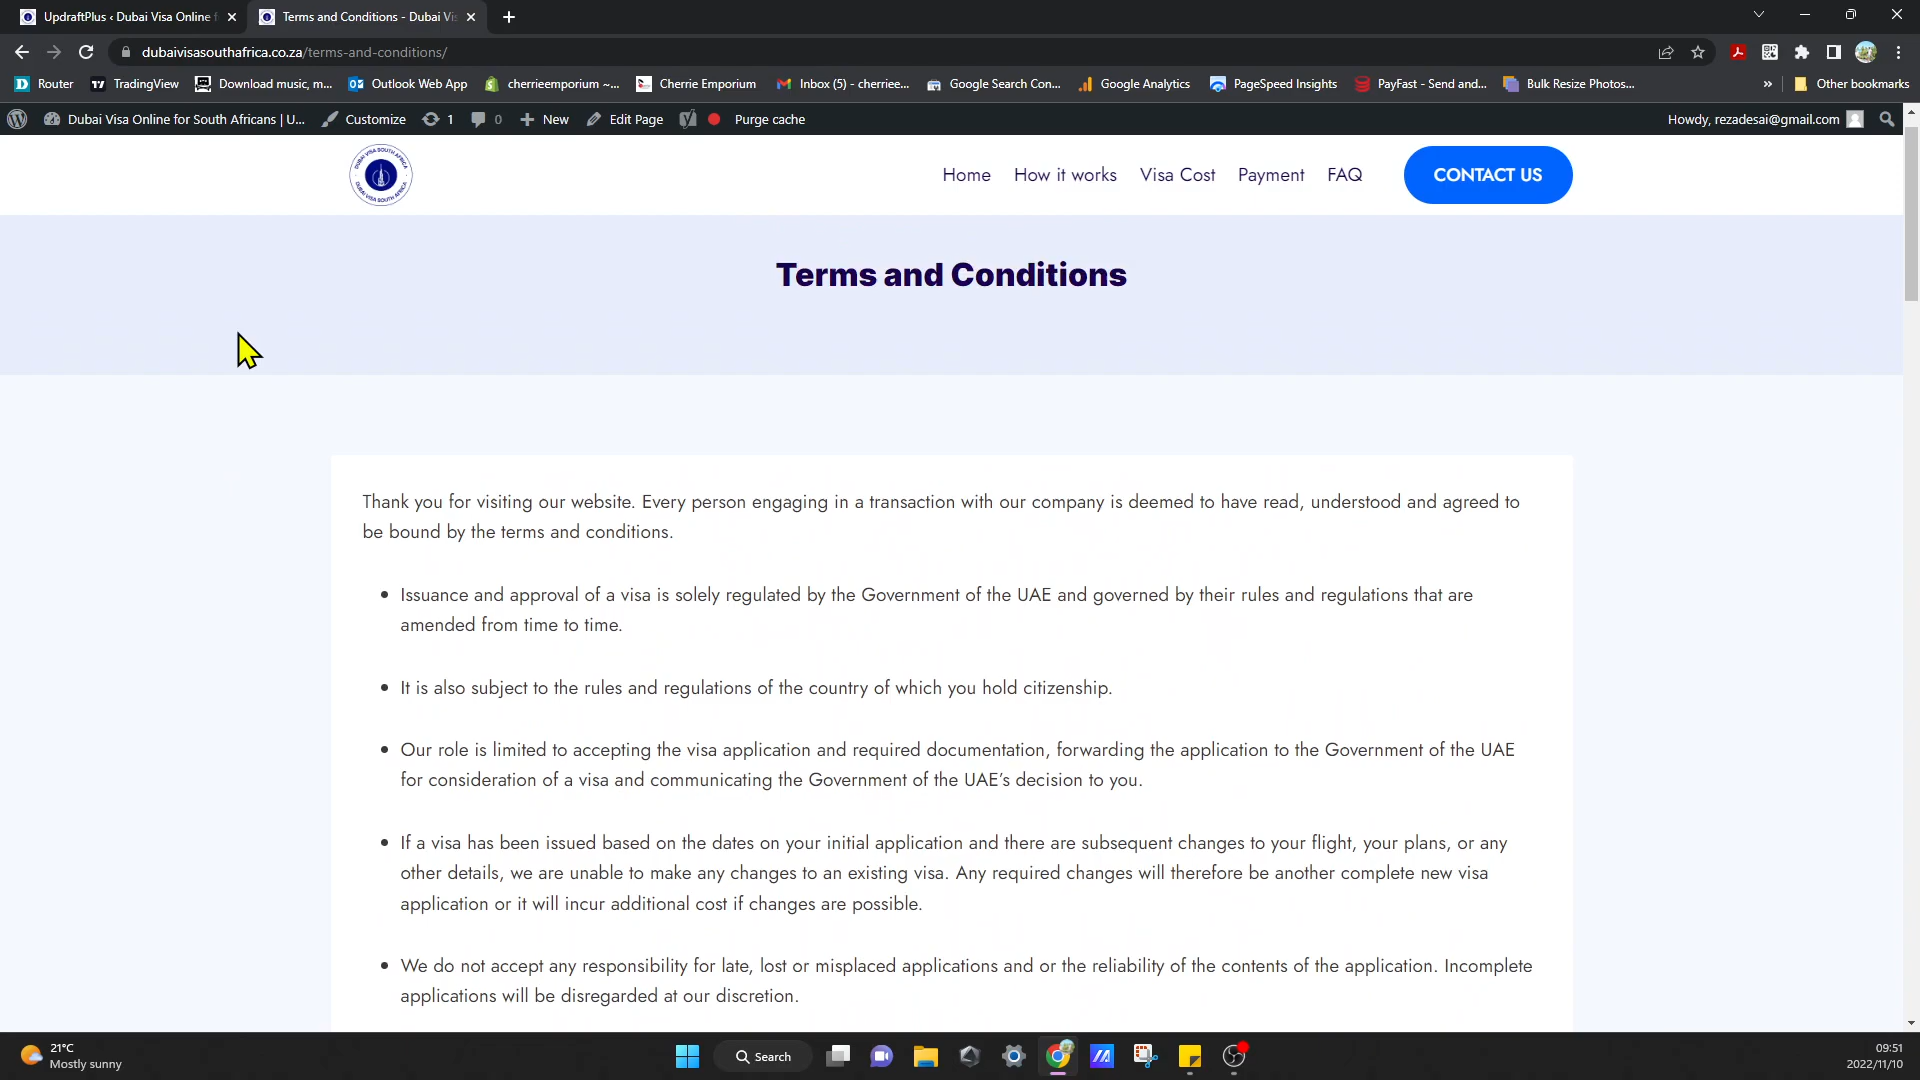 UpdraftPlus ‹ Dubai Visa Online f
Terms and Conditions - Dubai Vis
dubaivisasouthafrica.co.za/terms-and-conditions/
Router
TradingView
Download music, m...
Outlook Web App
cherrieemporium ~...
Cherrie Emporium
Inbox (5) - cherriee...
Google Search Con...
Google Analytics
PageSpeed Insights
PayFast - Send and...
Bulk Resize Photos...
»
Other bookmarks
Dubai Visa Online for South Africans | U...
Customize
1
0
New
Edit Page
Purge cache
Howdy, rezadesai@gmail.com
DUBAI VISA SOUTH AFRICA
DUBAI VISA SOUTH AFRICA
Home
How it works
Visa Cost
Payment
FAQ
CONTACT US
Terms and Conditions
Thank you for visiting our website. Every person engaging in a transaction with our company is deemed to have read, understood and agreed to
be bound by the terms and conditions.
• Issuance and approval of a visa is solely regulated by the Government of the UAE and governed by their rules and regulations that are
amended from time to time.
• It is also subject to the rules and regulations of the country of which you hold citizenship.
• Our role is limited to accepting the visa application and required documentation, forwarding the application to the Government of the UAE
for consideration of a visa and communicating the Government of the UAE's decision to you.
• If a visa has been issued based on the dates on your initial application and there are subsequent changes to your flight, your plans, or any
other details, we are unable to make any changes to an existing visa. Any required changes will therefore be another complete new visa
application or it will incur additional cost if changes are possible.
• We do not accept any responsibility for late, lost or misplaced applications and or the reliability of the contents of the application. Incomplete
applications will be disregarded at our discretion.
21°C
Mostly sunny
Search
09:51
2022/11/10